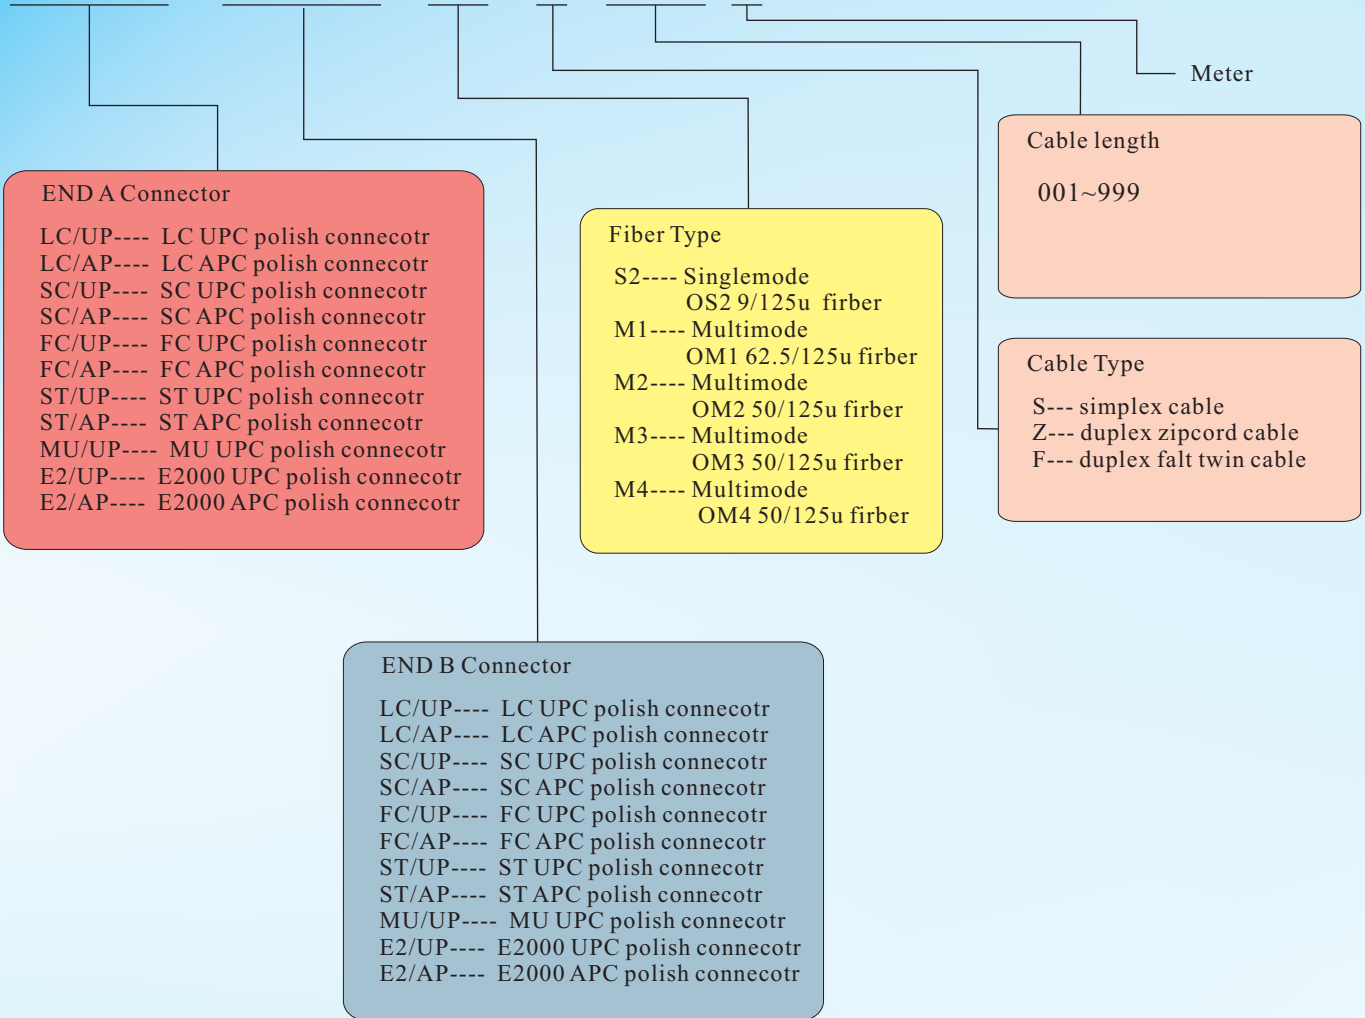 Meter
Cable length
001~999
END A Connector
LC/UP---- LC UPC polish connecotr
LC/AP---- LC APC polish connecotr
SC/UP---- SC UPC polish connecotr
SC/AP---- SC APC polish connecotr
FC/UP---- FC UPC polish connecotr
FC/AP---- FC APC polish connecotr
ST/UP---- ST UPC polish connecotr
ST/AP---- ST APC polish connecotr
MU/UP---- MU UPC polish connecotr
E2/UP---- E2000 UPC polish connecotr
E2/AP---- E2000 APC polish connecotr
Fiber Type
S2---- Singlemode
OS2 9/125u firber
M1---- Multimode
OM1 62.5/125u firber
M2---- Multimode
OM2 50/125u firber
M3---- Multimode
OM3 50/125u firber
M4---- Multimode
OM4 50/125u firber
Cable Type
S--- simplex cable
Z--- duplex zipcord cable
F--- duplex falt twin cable
END B Connector
LC/UP---- LC UPC polish connecotr
LC/AP---- LC APC polish connecotr
SC/UP---- SC UPC polish connecotr
SC/AP---- SC APC polish connecotr
FC/UP---- FC UPC polish connecotr
FC/AP---- FC APC polish connecotr
ST/UP---- ST UPC polish connecotr
ST/AP---- ST APC polish connecotr
MU/UP---- MU UPC polish connecotr
E2/UP---- E2000 UPC polish connecotr
E2/AP---- E2000 APC polish connecotr